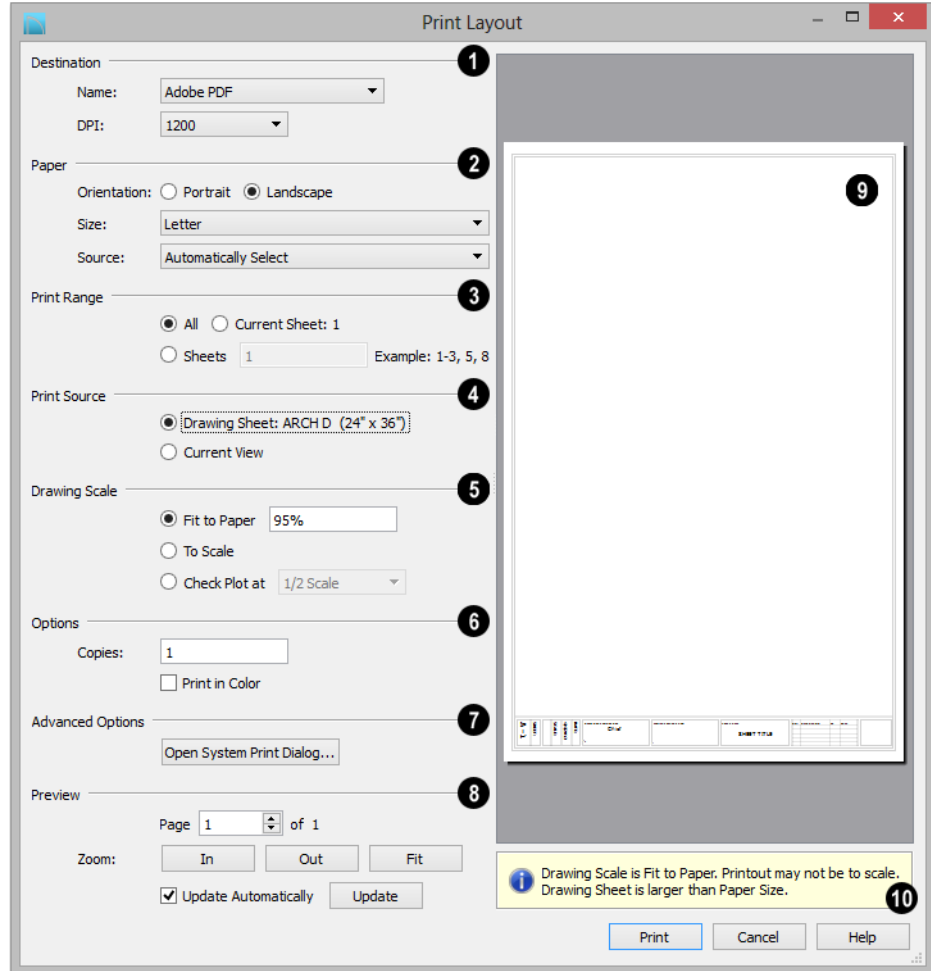 Print Layout
Destination 1
Name: Adobe PDF
DPI: 1200
Paper 2
Orientation: Portrait Landscape
Size: Letter
Source: Automatically Select
Print Range 3
All Current Sheet: 1
Sheets 1 Example: 1-3, 5, 8
Print Source 4
Drawing Sheet: ARCH D (24" x 36")
Current View
Drawing Scale 5
Fit to Paper 95%
To Scale
Check Plot at 1/2 Scale
Options 6
Copies: 1
Print in Color
Advanced Options 7
Open System Print Dialog...
Preview 8
Page 1 of 1
Zoom: In Out Fit
Update Automatically Update
9
SHEET TITLE
Drawing Scale is Fit to Paper. Printout may not be to scale.
Drawing Sheet is larger than Paper Size.
10
Print Cancel Help